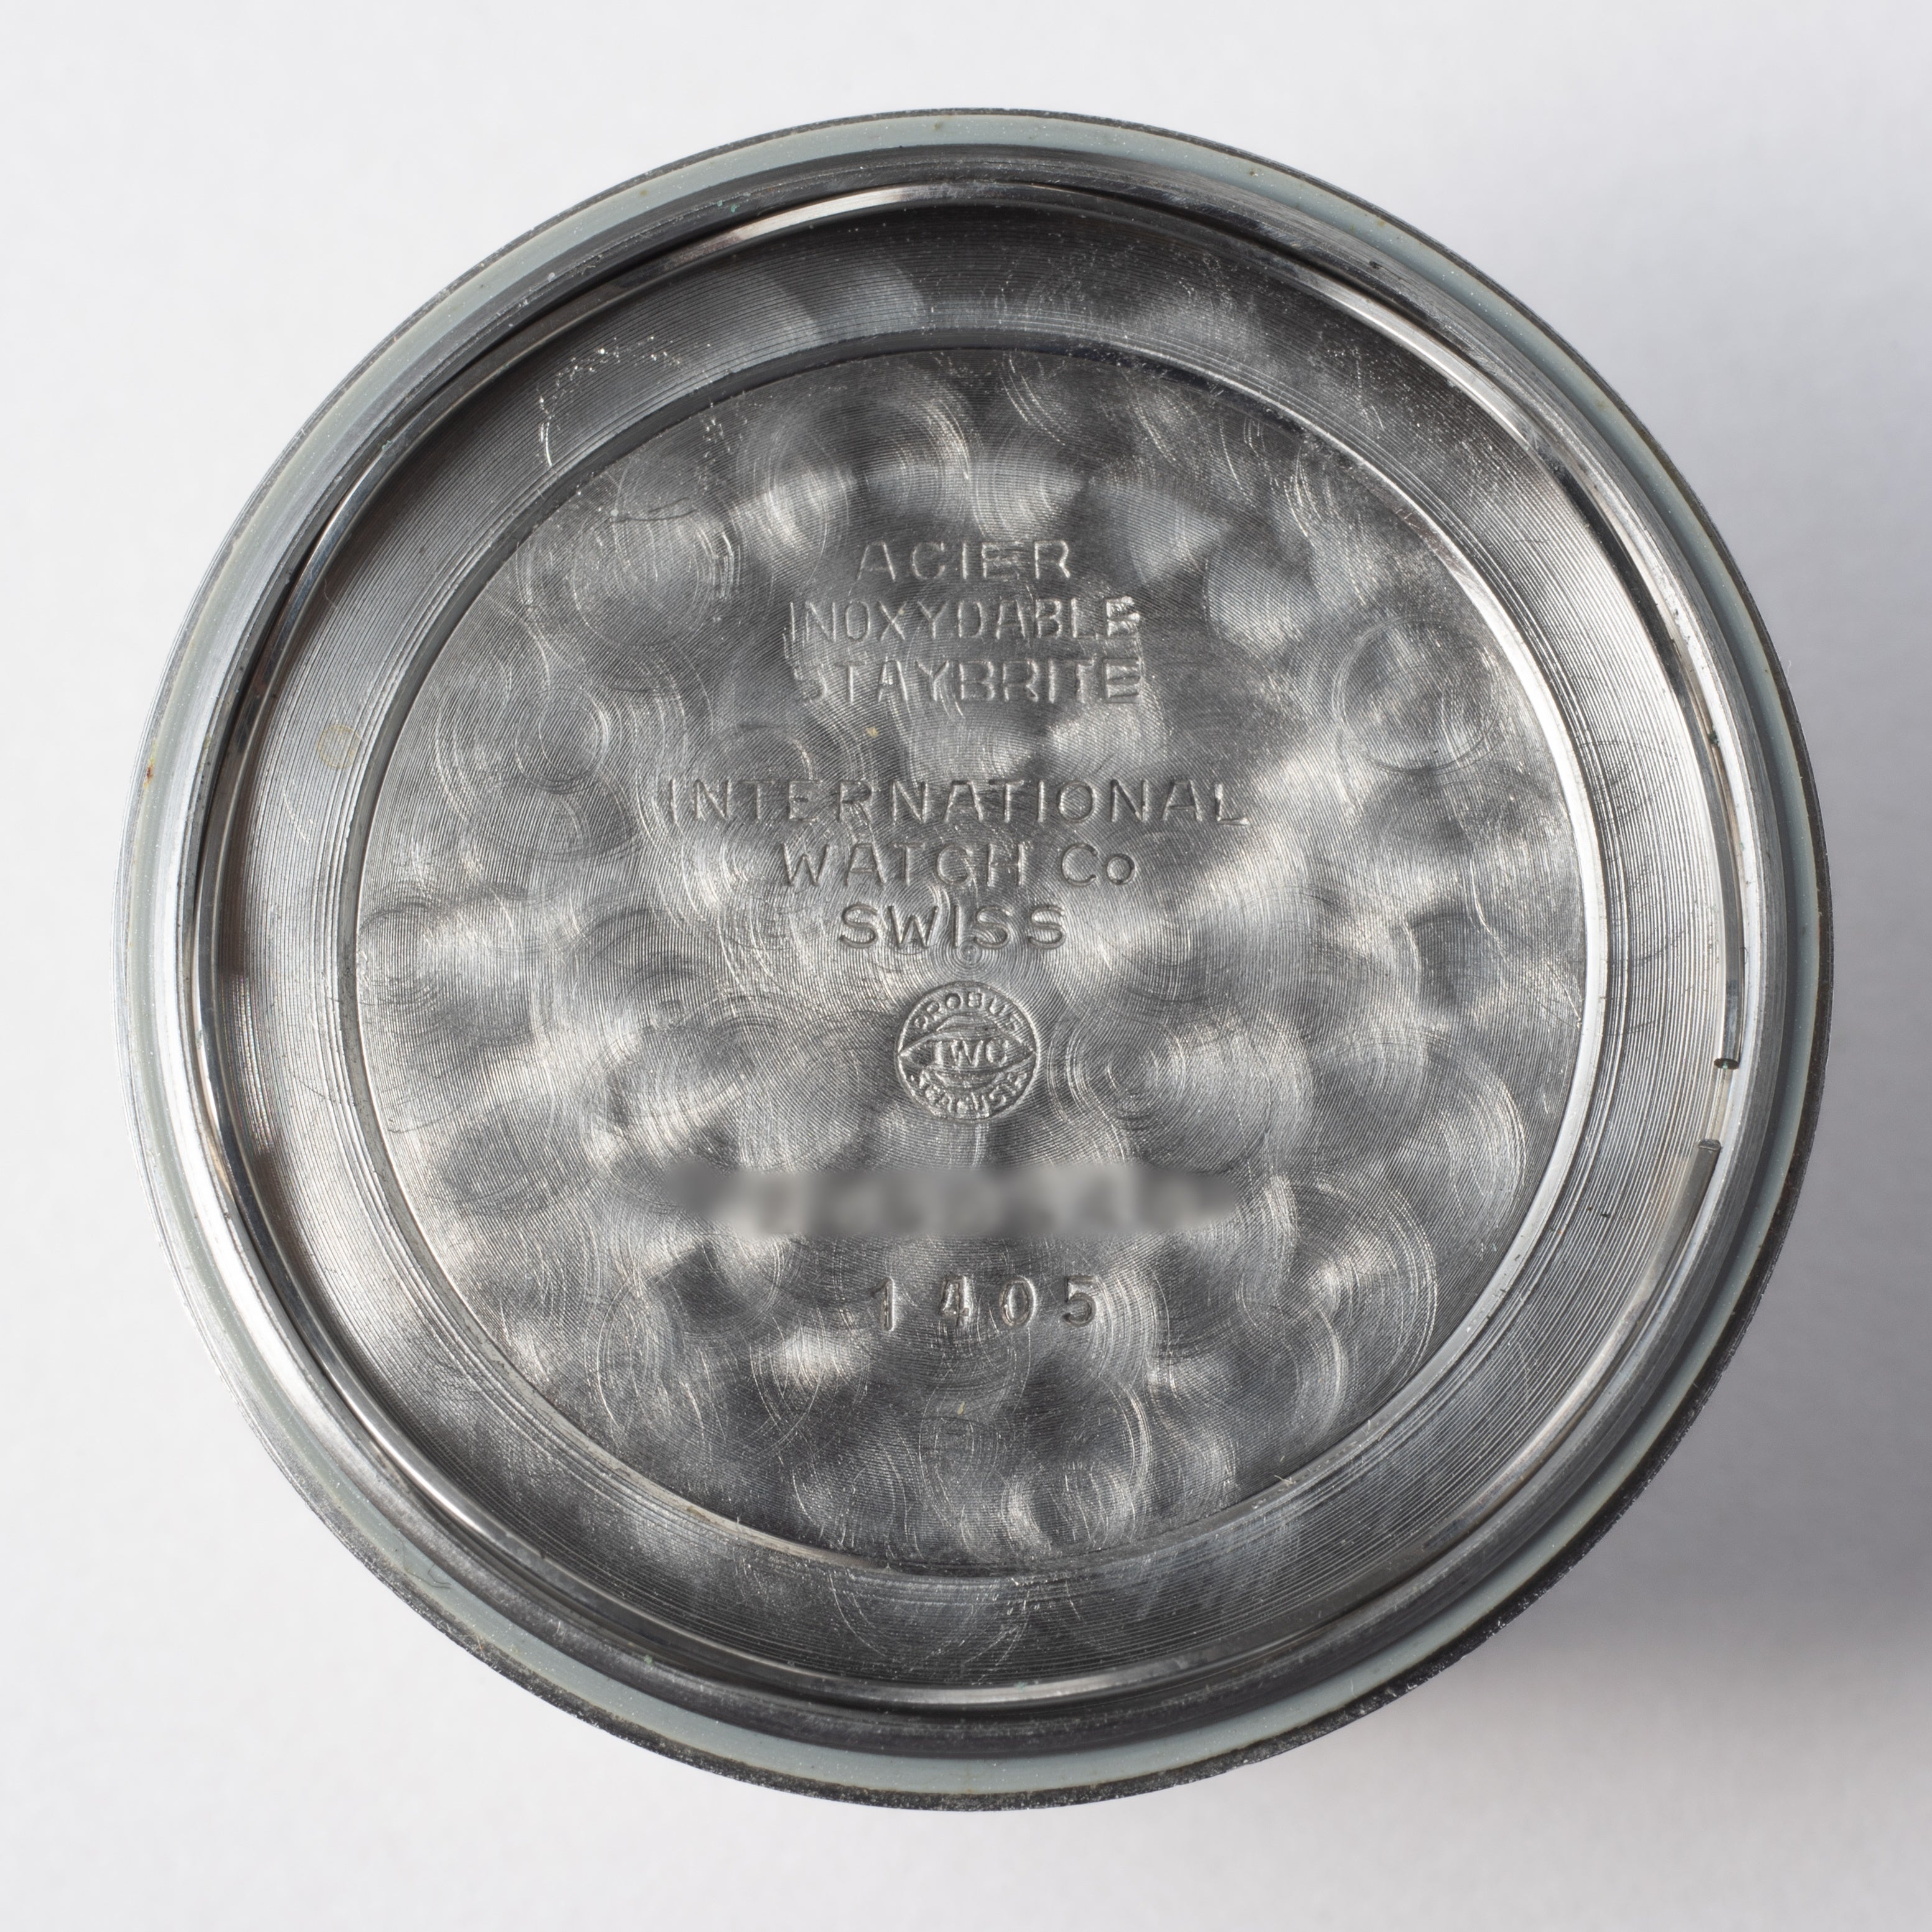 ACIER
INOXYDABLE
STAYBRITE
INTERNATIONAL
WATCH Co
SWISS
PROBUS
IWC
SCAFUSIA
1405